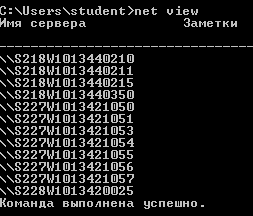 C:\Users\student>net view
Имя сервера Заметки
-------------------------------------------
\\S218W1013440210
\\S218W1013440211
\\S218W1013440215
\\S218W1013440350
\\S227W1013421050
\\S227W1013421051
\\S227W1013421053
\\S227W1013421054
\\S227W1013421055
\\S227W1013421056
\\S227W1013421057
\\S228W1013420025
Команда выполнена успешно.